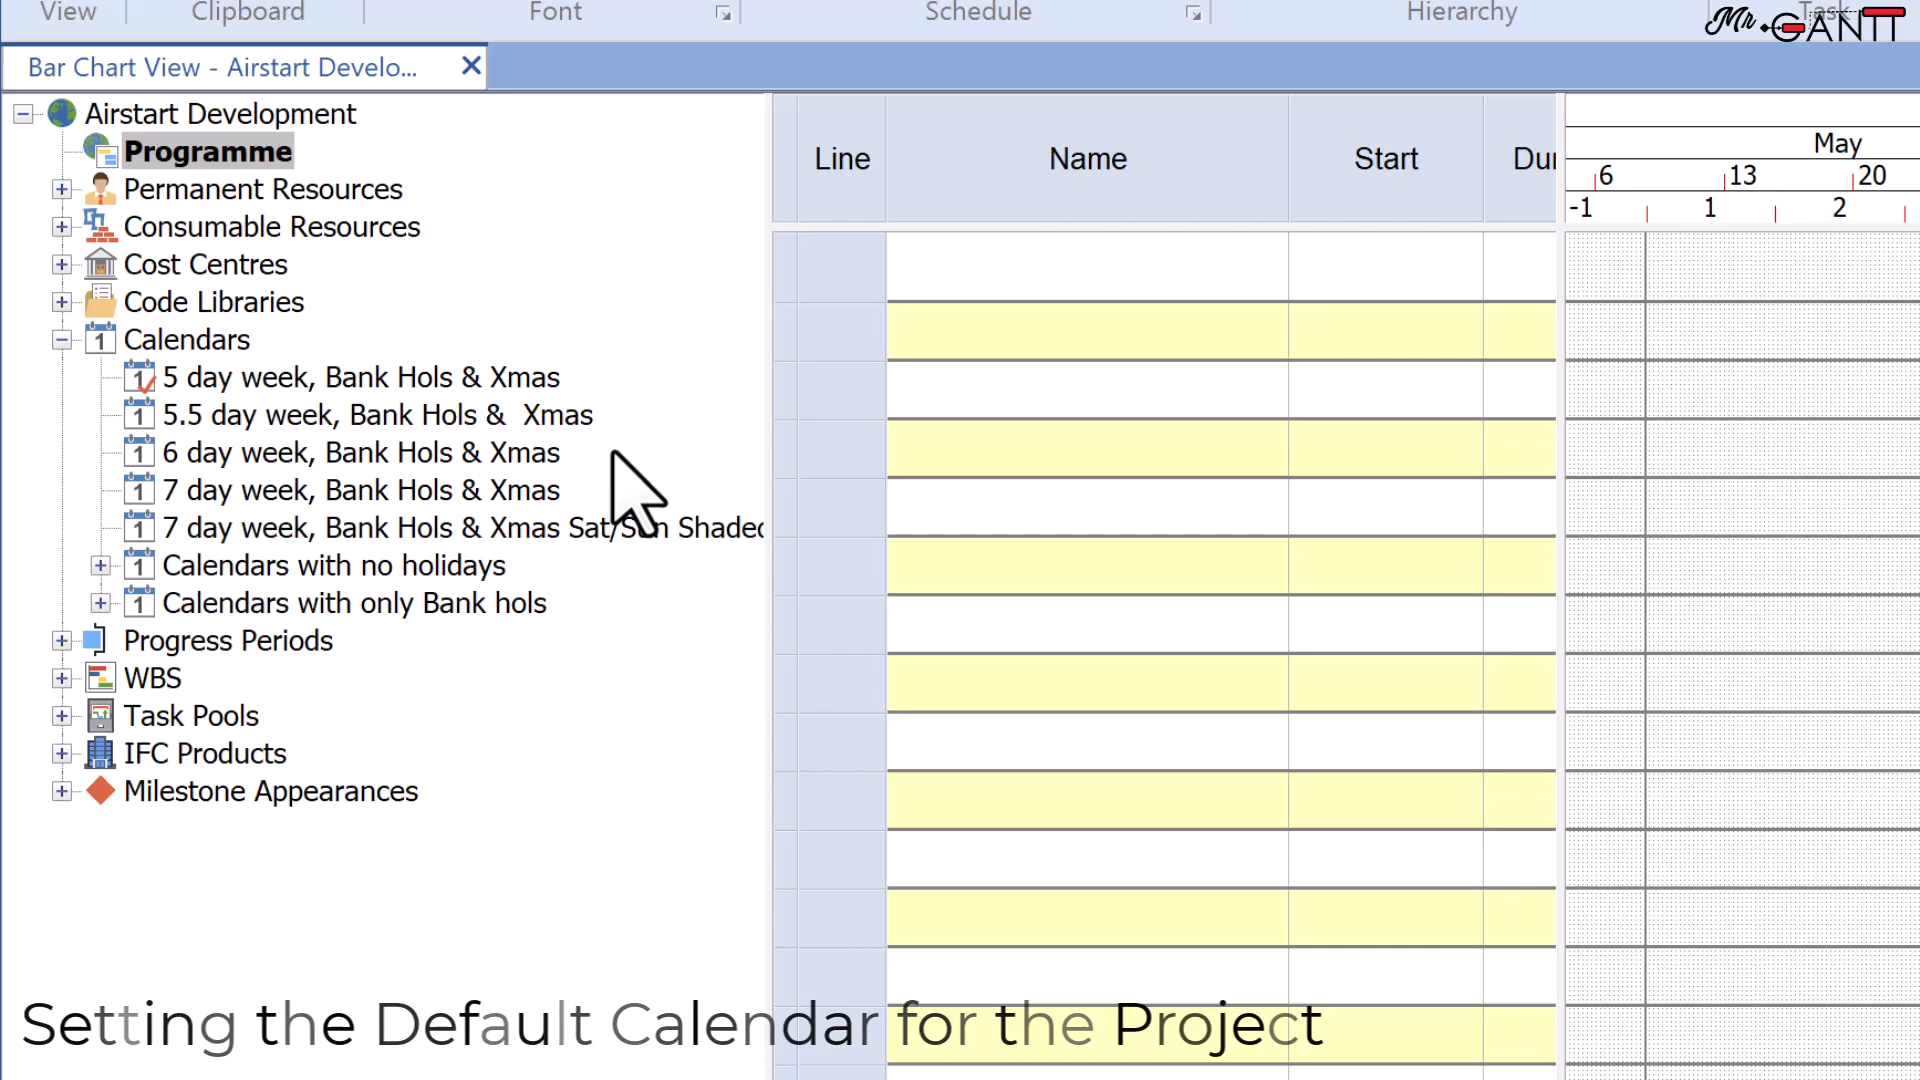 View Clipboard Font Schedule Hierarchy Task
Mr. GANTT
Bar Chart View - Airstart Develo...
Airstart Development
Programme
Permanent Resources
Consumable Resources
Cost Centres
Code Libraries
Calendars
5 day week, Bank Hols & Xmas
5.5 day week, Bank Hols &  Xmas
6 day week, Bank Hols & Xmas
7 day week, Bank Hols & Xmas
7 day week, Bank Hols & Xmas Sat/Sun Shaded
Calendars with no holidays
Calendars with only Bank hols
Progress Periods
WBS
Task Pools
IFC Products
Milestone Appearances
Line Name Start Dur
May
6 13 20
-1 1 2
Setting the Default Calendar for the Project